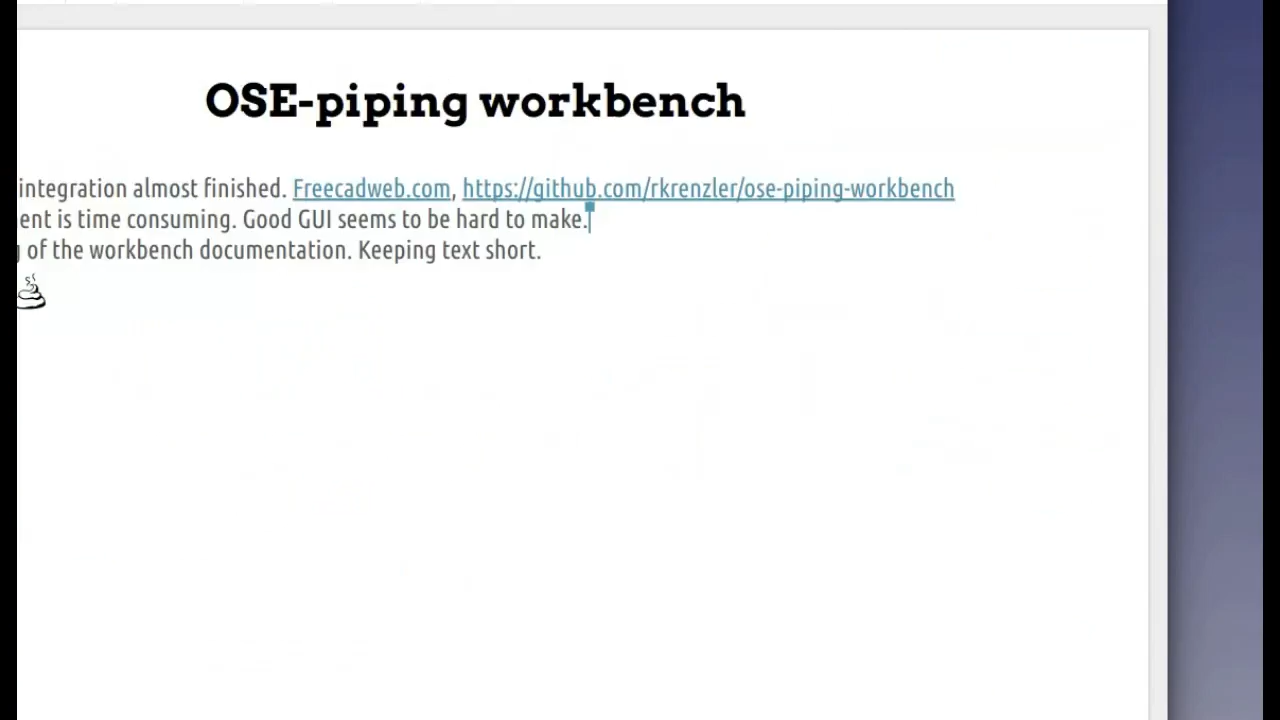 OSE-piping workbench
integration almost finished. Freecadweb.com, https://github.com/rkrenzler/ose-piping-workbench
is time consuming. Good GUI seems to be hard to make.
of the workbench documentation. Keeping text short.